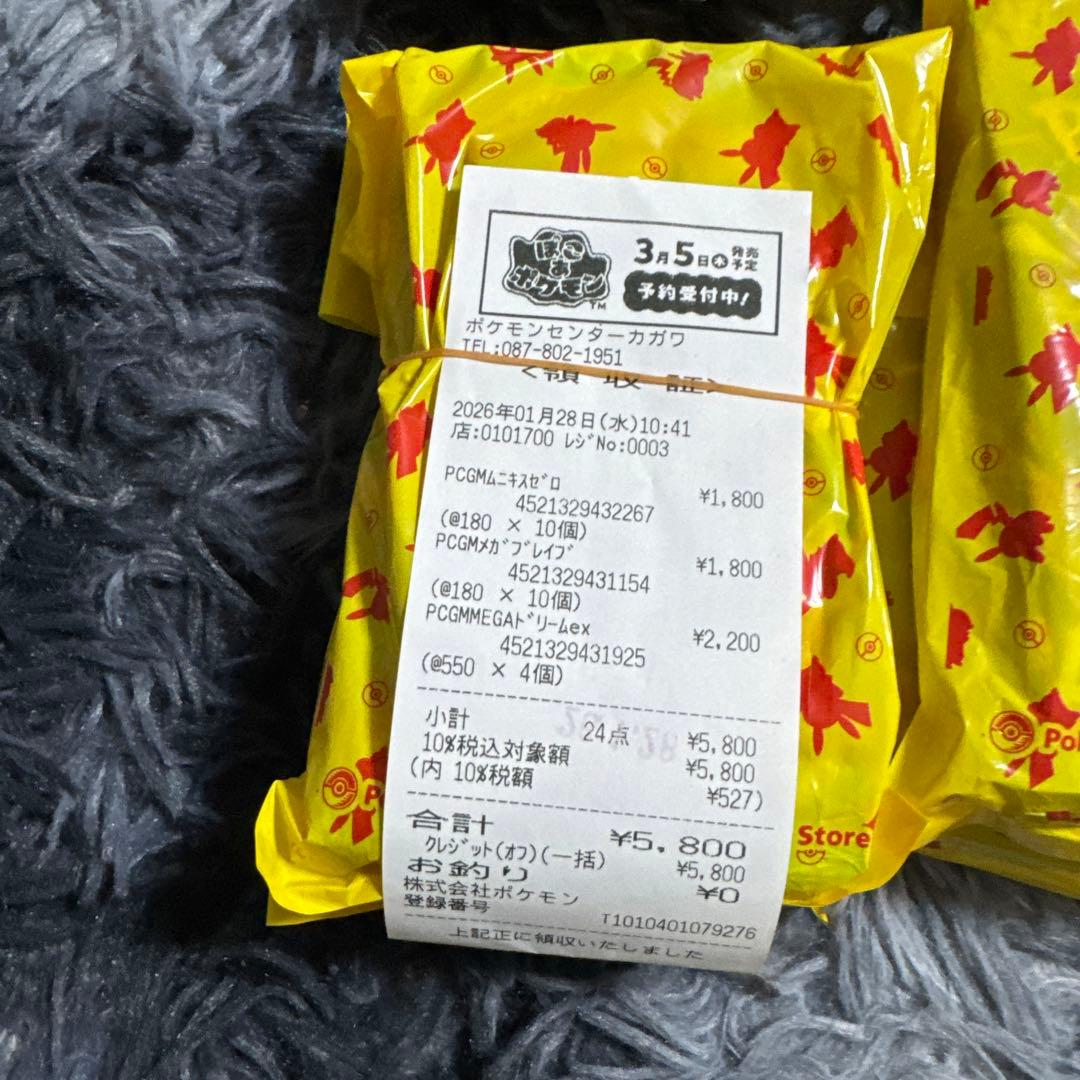 ぽこ
あ
ポケモン
TM
3月5日木発売予定
予約受付中!
ポケモンセンターカガワ
TEL:087-802-1951
<領収証>
2026年01月28日(水)10:41
店:0101700 ﾚｼﾞNo:0003
PCGMﾑﾆｷｽｾﾞﾛ ¥1,800
4521329432267
(@180 × 10個)
PCGMﾒｶﾞﾌﾞﾚｲﾌﾞ ¥1,800
4521329431154
(@180 × 10個)
PCGMMEGAﾄﾞﾘｰﾑex ¥2,200
4521329431925
(@550 × 4個)
小計 24点 ¥5,800
10%税込対象額 ¥5,800
(内 10%税額 ¥527)
合計 ¥5,800
ｸﾚｼﾞｯﾄ(ｵﾌ)(一括) ¥5,800
お釣り ¥0
株式会社ポケモン
登録番号 T1010401079276
上記正に領収いたしました
Store